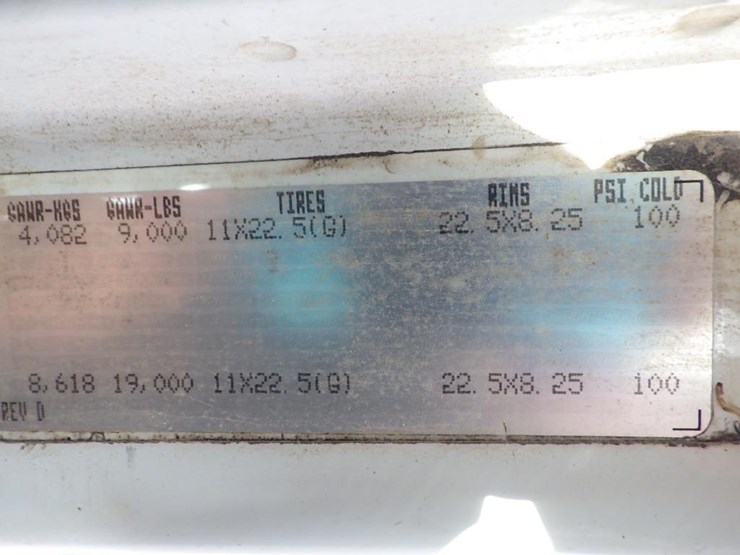 GAWR-KGS GAWR-LBS TIRES RIMS PSI COLD
4,082 9,000 11X22.5(G) 22.5X8.25 100
8,618 19,000 11X22.5(G) 22.5X8.25 100
REV D